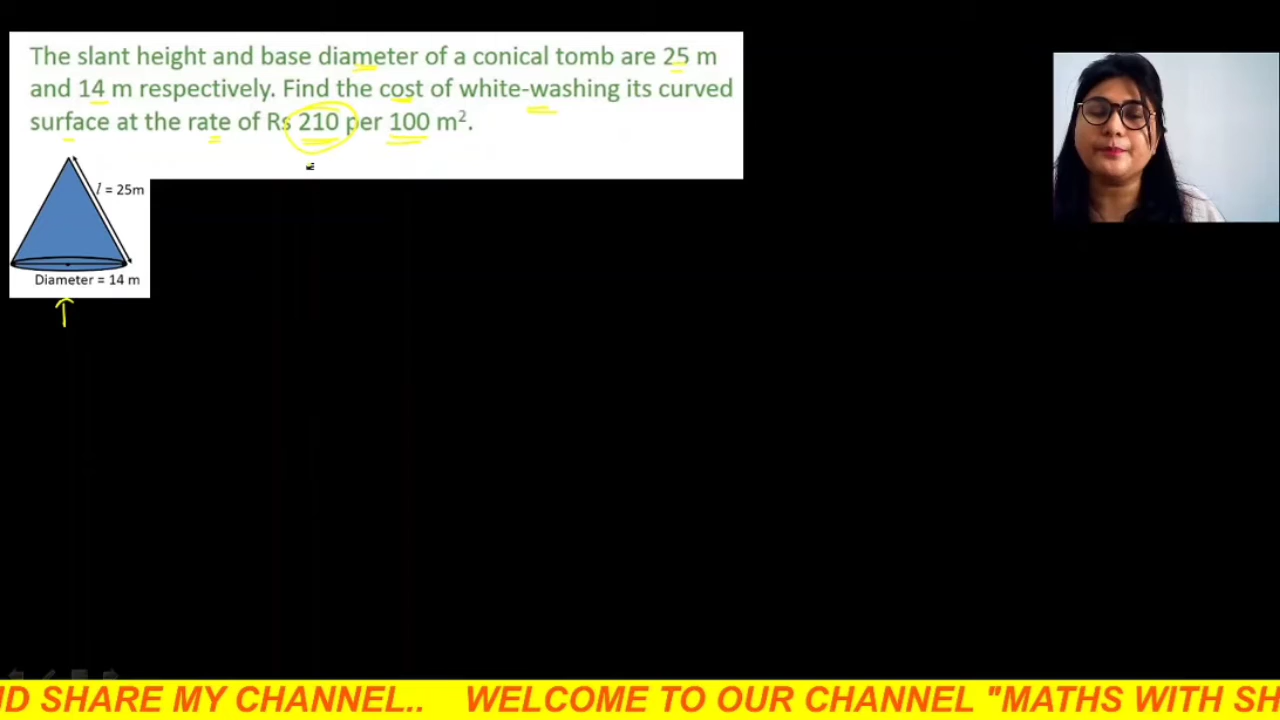 The slant height and base diameter of a conical tomb are 25 m
and 14 m respectively. Find the cost of white-washing its curved
surface at the rate of Rs 210 per 100 m².
l = 25m
Diameter = 14 m
ND SHARE MY CHANNEL.. WELCOME TO OUR CHANNEL "MATHS WITH SH